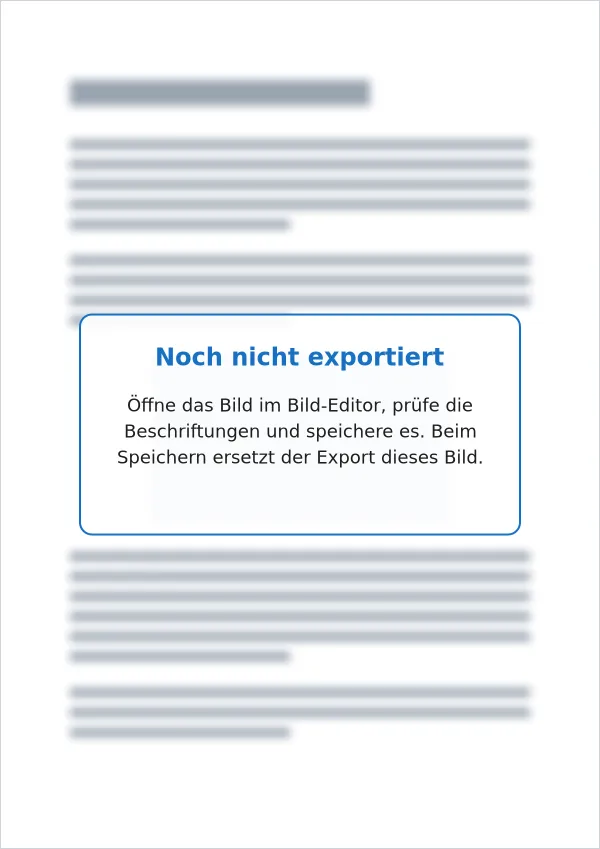 Noch nicht exportiert
Öffne das Bild im Bild-Editor, prüfe die
Beschriftungen und speichere es. Beim
Speichern ersetzt der Export dieses Bild.